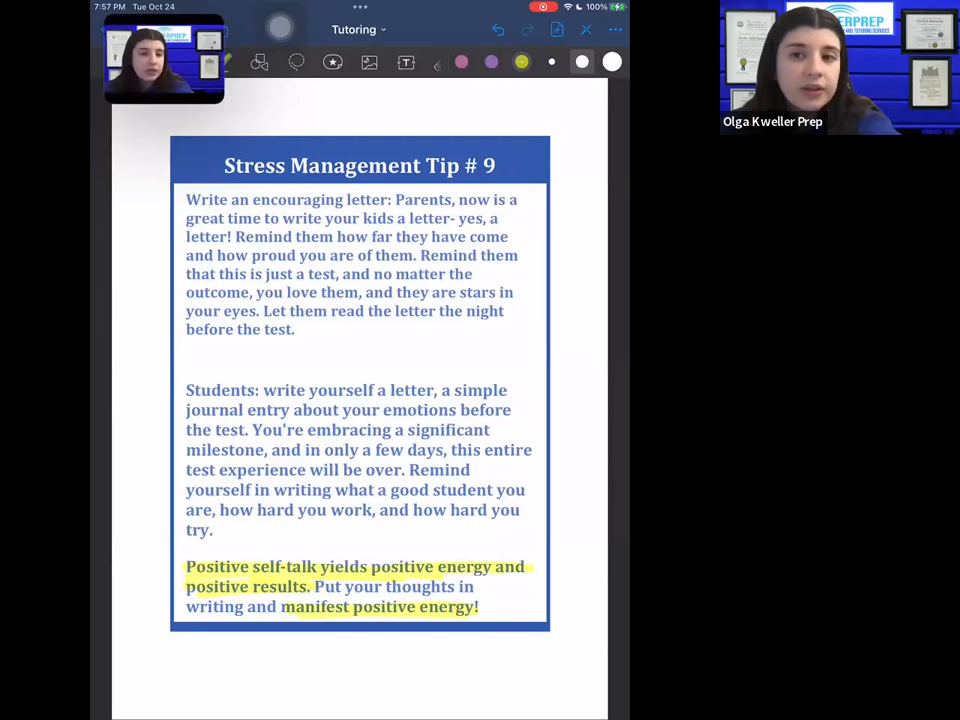 7:57 PM Tue Oct 24
100%
Tutoring
T
Stress Management Tip # 9
Write an encouraging letter: Parents, now is a
great time to write your kids a letter- yes, a
letter! Remind them how far they have come
and how proud you are of them. Remind them
that this is just a test, and no matter the
outcome, you love them, and they are stars in
your eyes. Let them read the letter the night
before the test.
Students: write yourself a letter, a simple
journal entry about your emotions before
the test. You're embracing a significant
milestone, and in only a few days, this entire
test experience will be over. Remind
yourself in writing what a good student you
are, how hard you work, and how hard you
try.
Positive self-talk yields positive energy and
positive results. Put your thoughts in
writing and manifest positive energy!
ERPREP
AND TUTORING SERVICES
Olga Kweller Prep